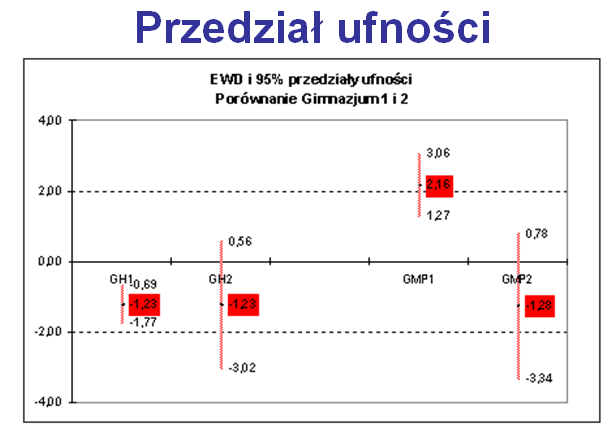 Przedział ufności
EWD i 95% przedziały ufności
Porównanie Gimnazjum 1 i 2
4,00
3,06
2,16
2,00
1,27
0,78
0,56
0,00
GH1
GH2
GMP1
GMP2
-0,69
-1,23
-1,23
-1,28
-1,77
-2,00
-3,02
-3,34
-4,00